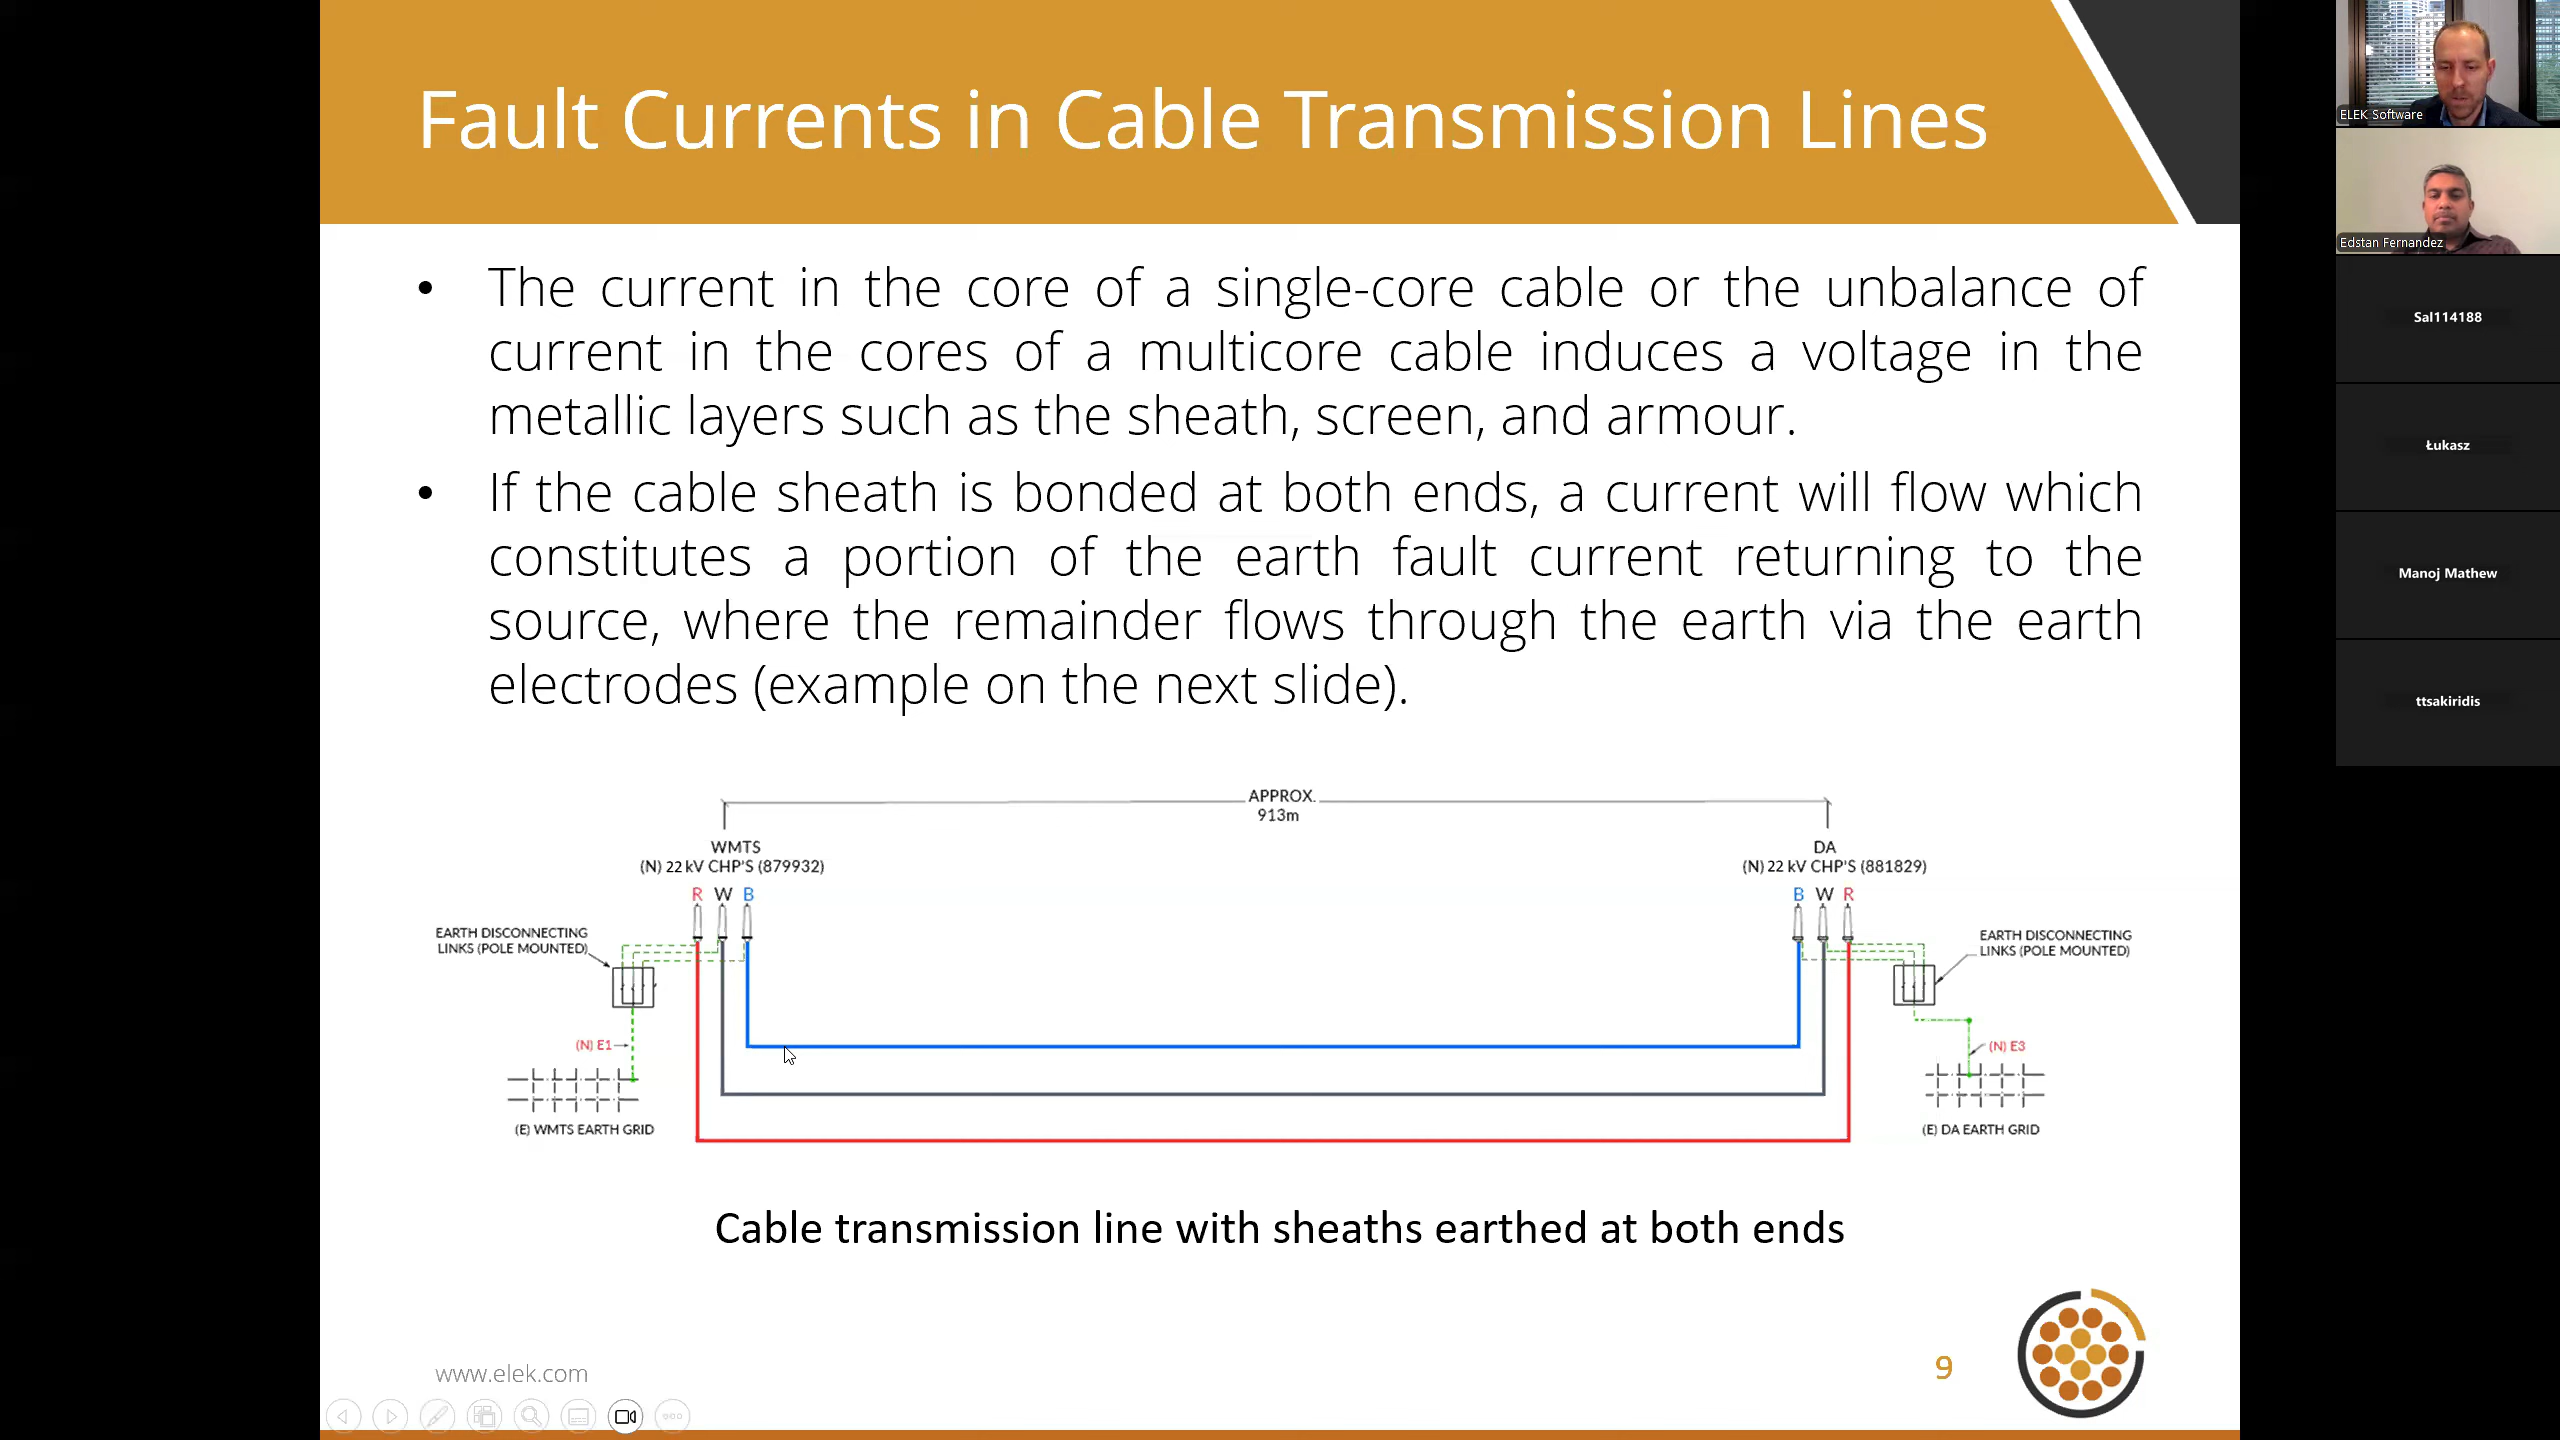 Fault Currents in Cable Transmission Lines
• The current in the core of a single-core cable or the unbalance of
current in the cores of a multicore cable induces a voltage in the
metallic layers such as the sheath, screen, and armour.
• If the cable sheath is bonded at both ends, a current will flow which
constitutes a portion of the earth fault current returning to the
source, where the remainder flows through the earth via the earth
electrodes (example on the next slide).
APPROX.
913m
WMTS
(N) 22 kV CHP'S (879932)
R W B
EARTH DISCONNECTING
LINKS (POLE MOUNTED)
(N) E1
(E) WMTS EARTH GRID
DA
(N) 22 kV CHP'S (881829)
B W R
EARTH DISCONNECTING
LINKS (POLE MOUNTED)
(N) E3
(E) DA EARTH GRID
Cable transmission line with sheaths earthed at both ends
www.elek.com
9
ELEK Software
Edstan Fernandez
Sal114188
Łukasz
Manoj Mathew
ttsakiridis